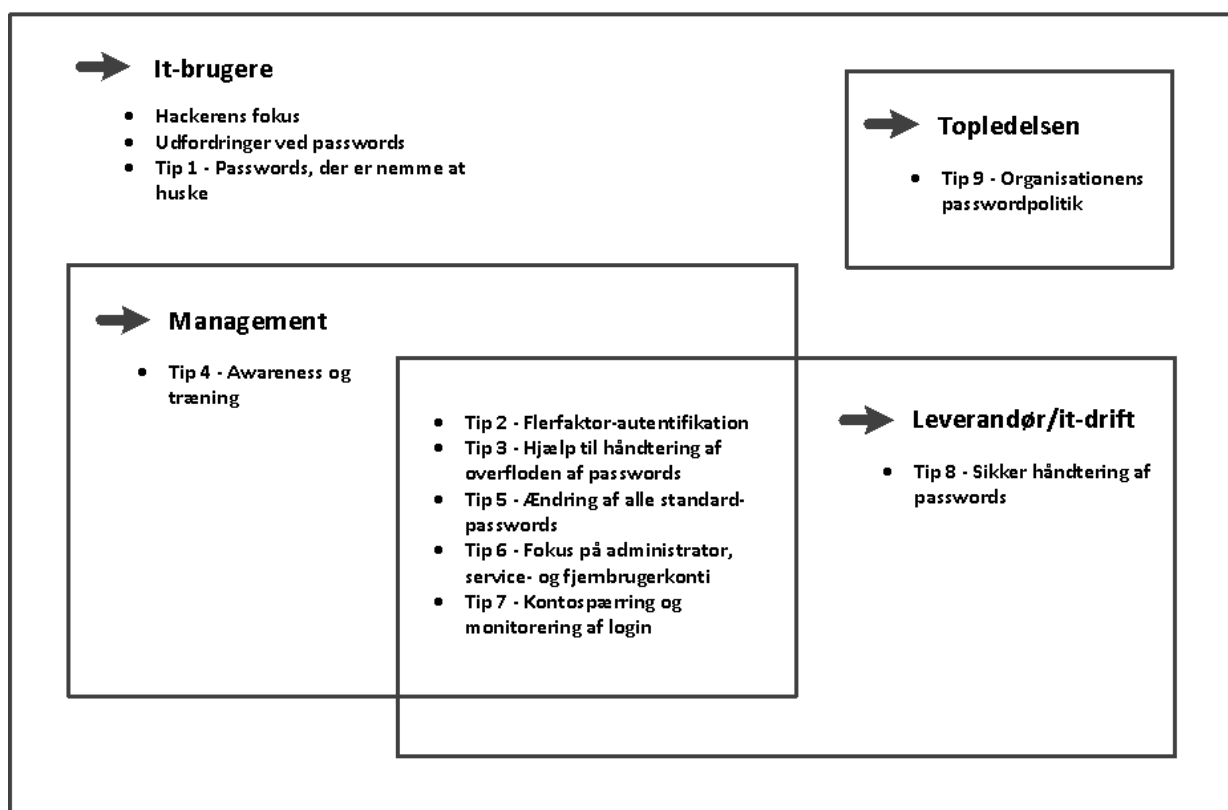 It-brugere
• Hackerens fokus
• Udfordringer ved passwords
• Tip 1 - Passwords, der er nemme at
huske
Topledelsen
• Tip 9 - Organisationens
passwordpolitik
Management
• Tip 4 - Awareness og
træning
• Tip 2 - Flerfaktor-autentifikation
• Tip 3 - Hjælp til håndtering af
overfloden af passwords
• Tip 5 - Ændring af alle standard-
passwords
• Tip 6 - Fokus på administrator,
service- og fjernbrugerkonti
• Tip 7 - Kontospærring og
monitorering af login
Leverandør/it-drift
• Tip 8 - Sikker håndtering af
passwords